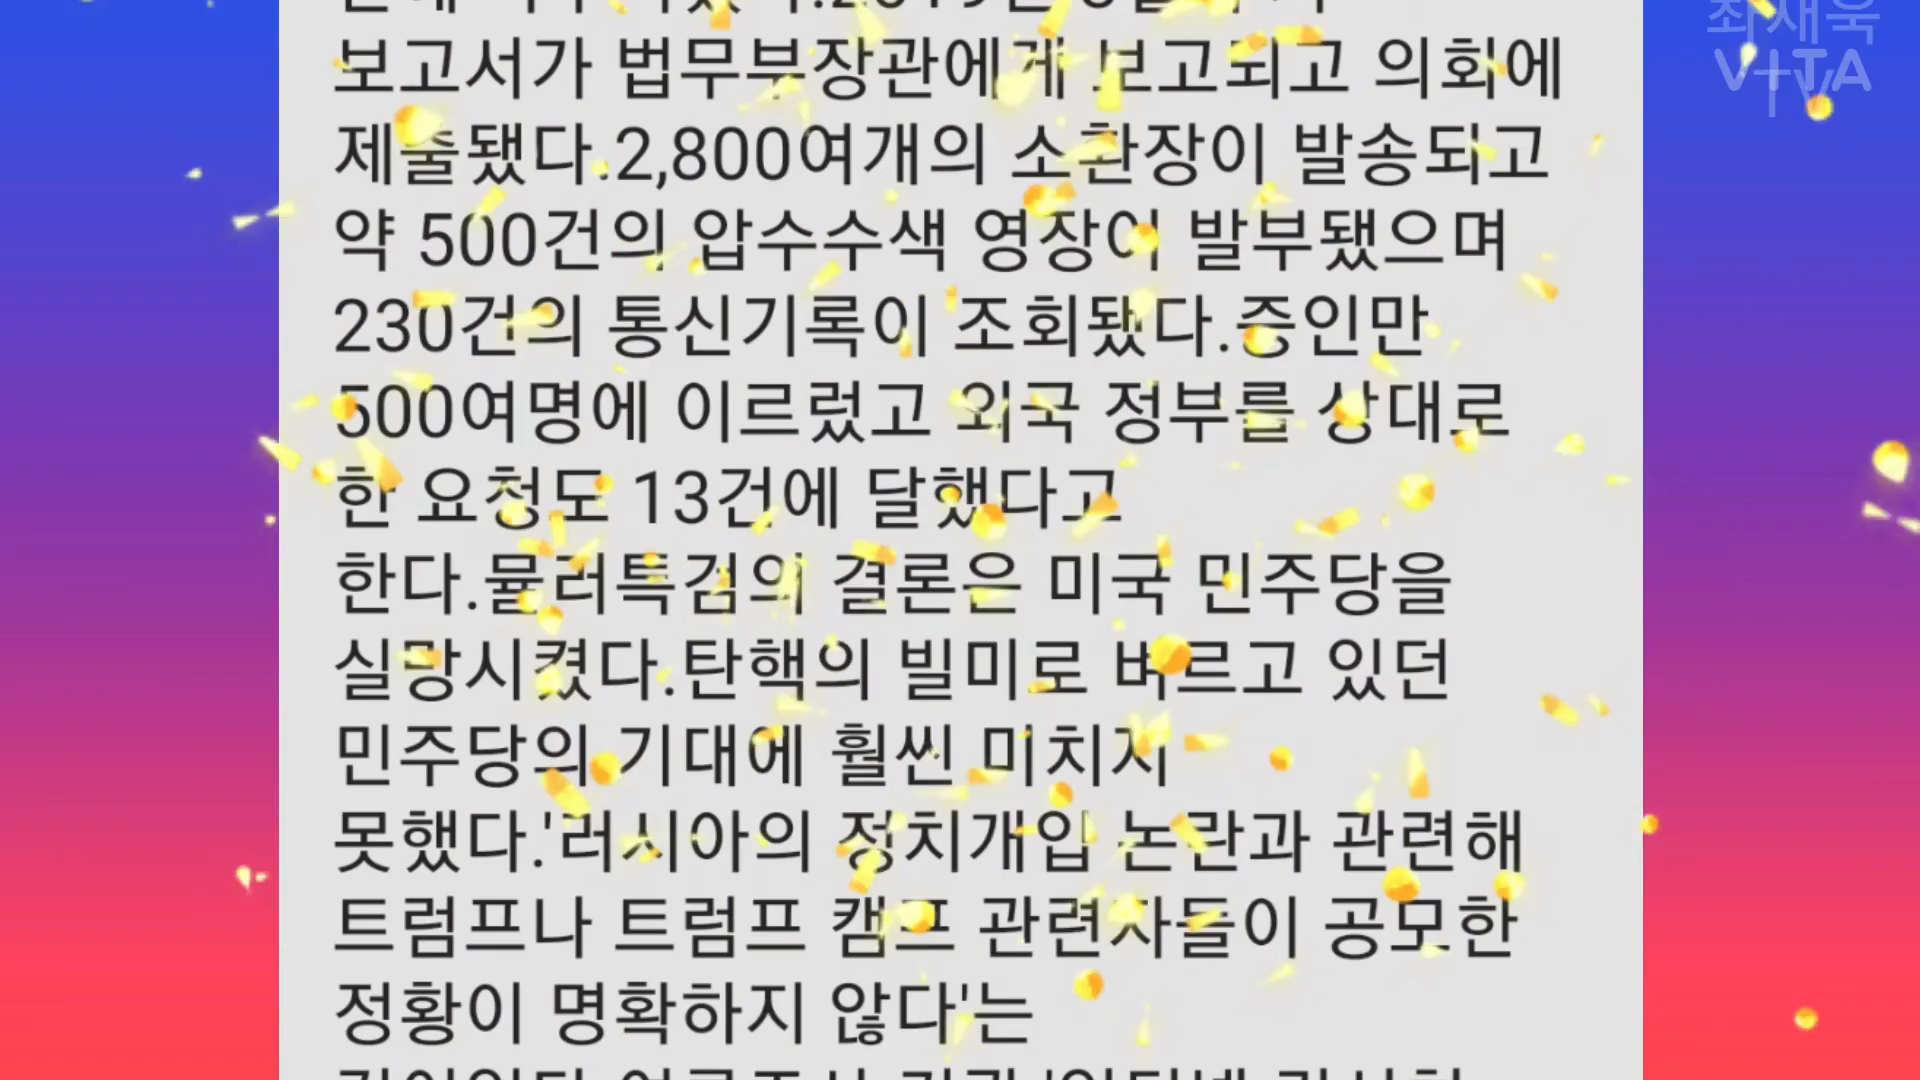 좌재욱
VITA
TV
보고서가 법무부장관에게 보고되고 의회에
제출됐다.2,800여개의 소환장이 발송되고
약 500건의 압수수색 영장이 발부됐으며
230건의 통신기록이 조회됐다.증인만
500여명에 이르렀고 외국 정부를 상대로
한 요청도 13건에 달했다고
한다.뮬러특검의 결론은 미국 민주당을
실망시켰다.탄핵의 빌미로 벼르고 있던
민주당의 기대에 훨씬 미치지
못했다.'러시아의 정치개입 논란과 관련해
트럼프나 트럼프 캠프 관련자들이 공모한
정황이 명확하지 않다'는